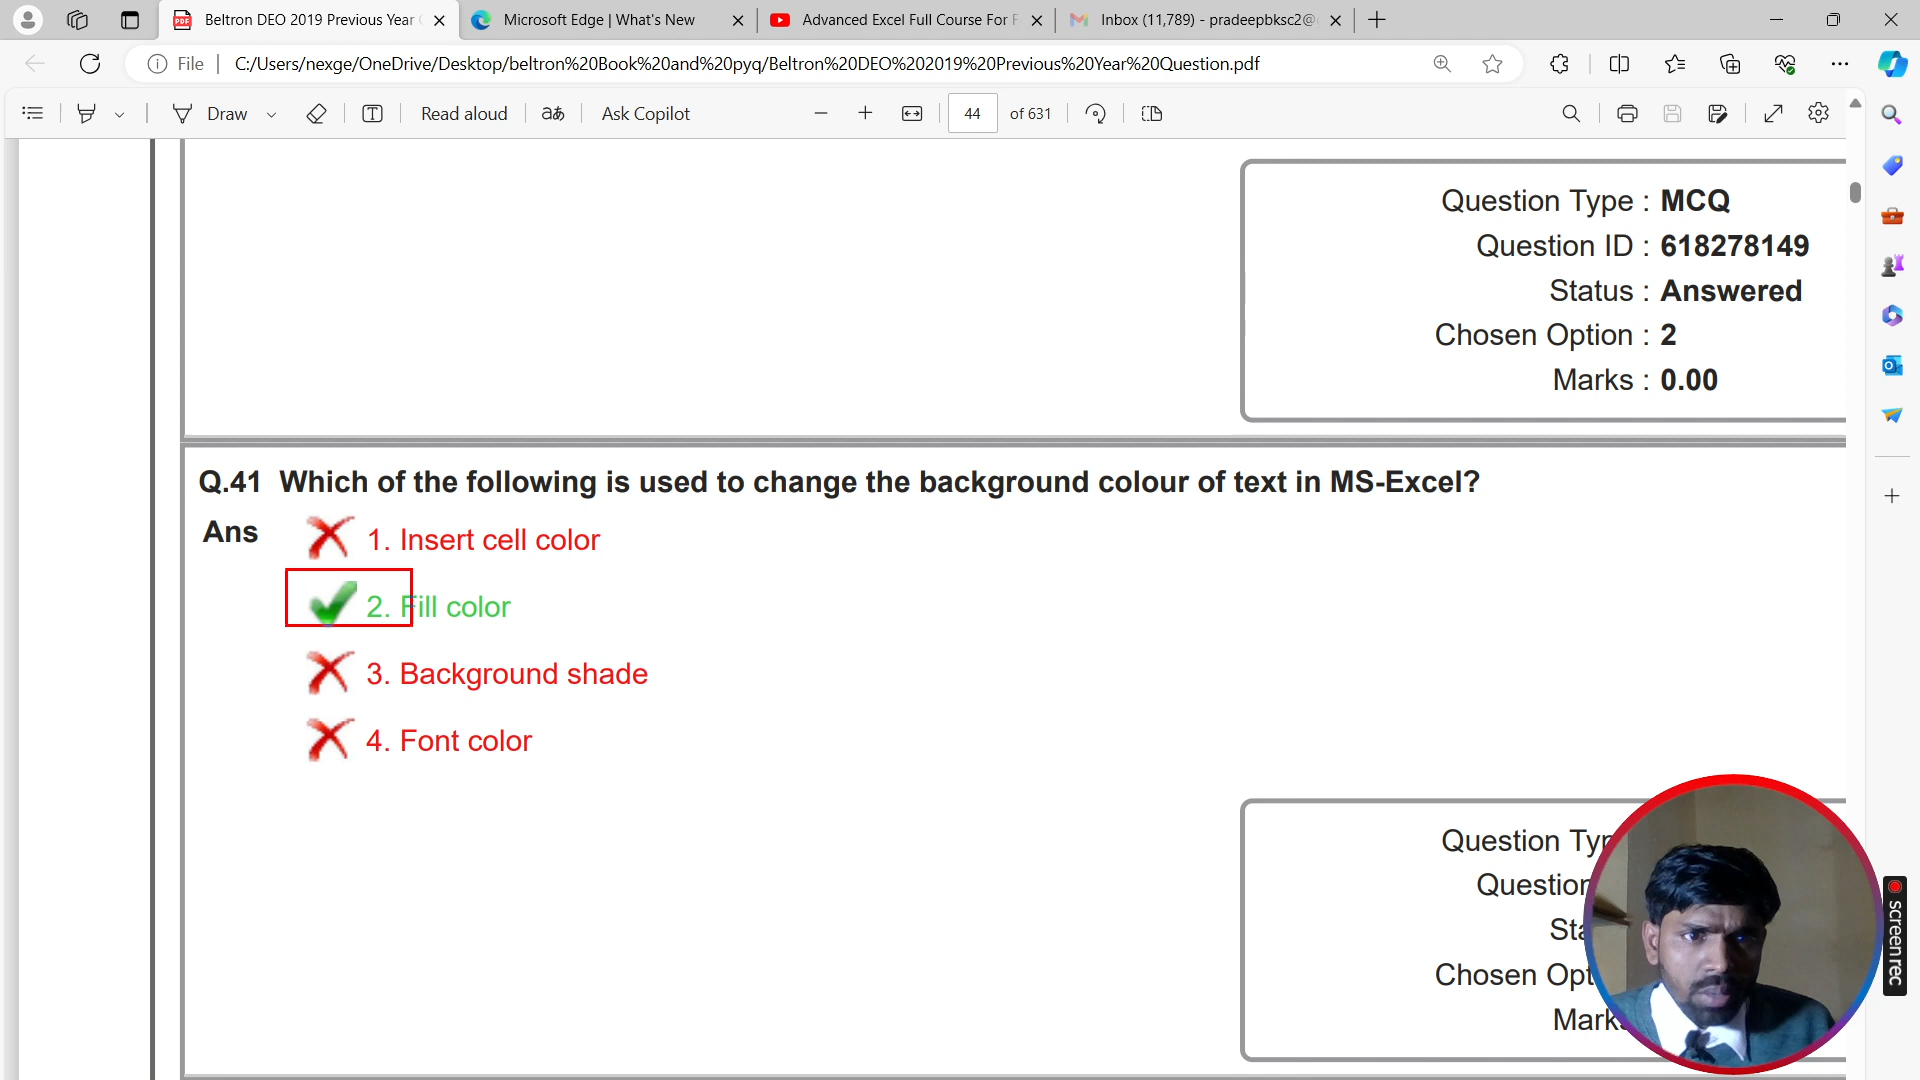 Beltron DEO 2019 Previous Year
Microsoft Edge | What's New
Advanced Excel Full Course For F
Inbox (11,789) - pradeepbksc2@
File
C:/Users/nexge/OneDrive/Desktop/beltron%20Book%20and%20pyq/Beltron%20DEO%202019%20Previous%20Year%20Question.pdf
Draw
Read aloud
aあ
Ask Copilot
44 of 631
Question Type : MCQ
Question ID : 618278149
Status : Answered
Chosen Option : 2
Marks : 0.00
Q.41 Which of the following is used to change the background colour of text in MS-Excel?
Ans
1. Insert cell color
2. Fill color
3. Background shade
4. Font color
Question Typ
Question
Sta
Chosen Opt
Marks
screenrec